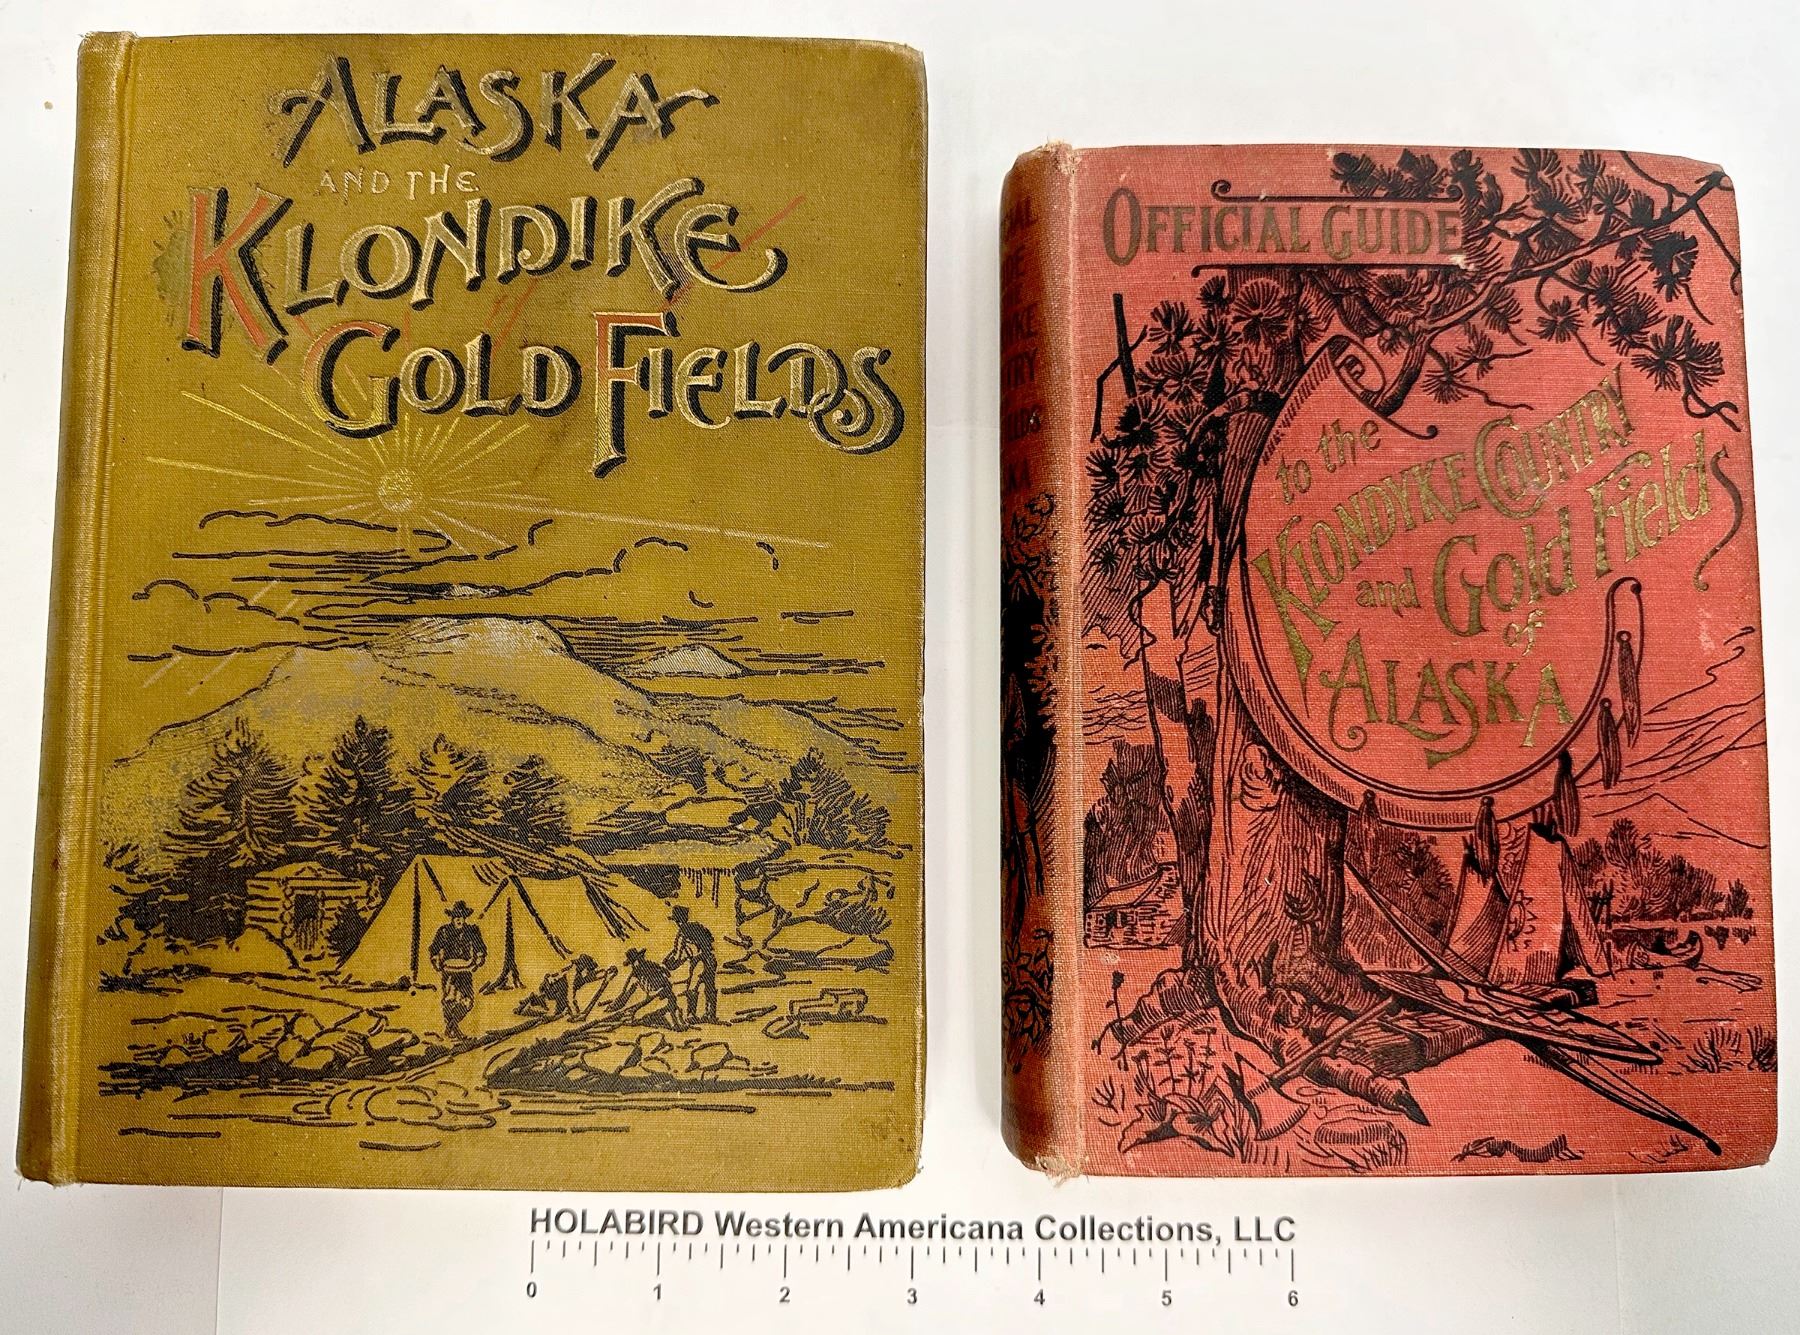 ALASKA
AND THE
KLONDIKE
GOLD FIELDS
OFFICIAL GUIDE
to the
KLONDYKE COUNTRY
and Gold Fields
of
ALASKA
HOLABIRD Western Americana Collections, LLC
0 1 2 3 4 5 6